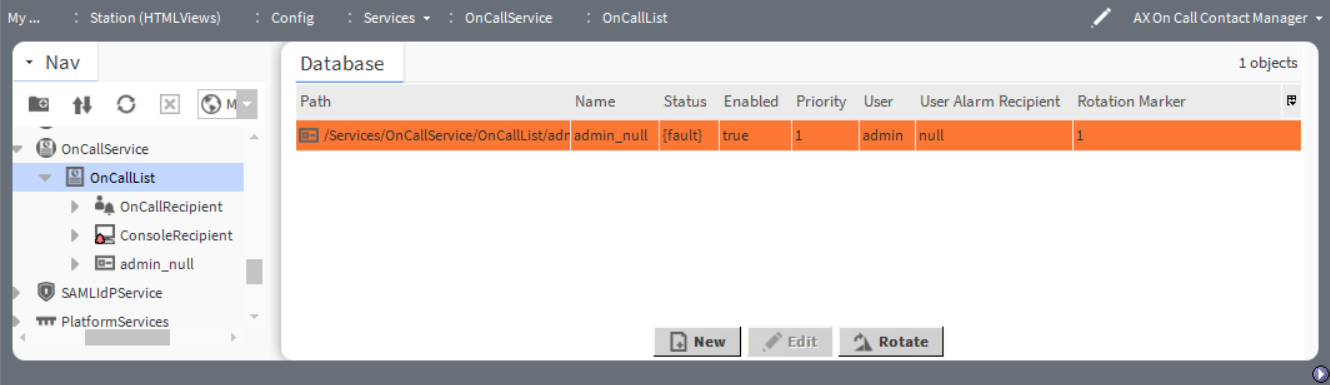 My ... : Station (HTMLViews) : Config : Services : OnCallService : OnCallList AX On Call Contact Manager
Nav
M
OnCallService
OnCallList
OnCallRecipient
ConsoleRecipient
admin_null
SAMLIdPService
PlatformServices
Database 1 objects
Path Name Status Enabled Priority User User Alarm Recipient Rotation Marker
/Services/OnCallService/OnCallList/adr admin_null {fault} true 1 admin null 1
New Edit Rotate